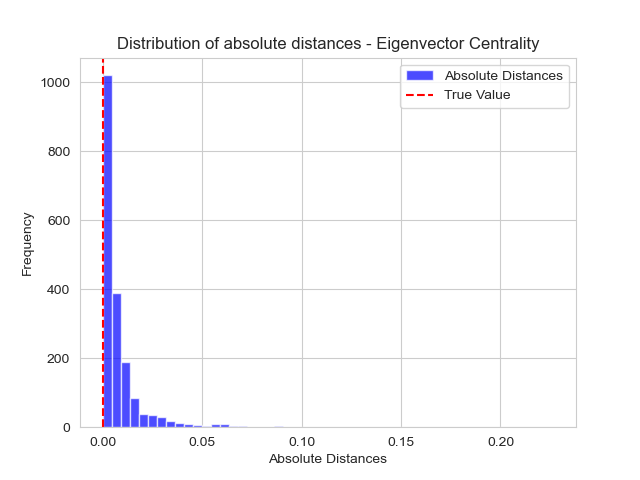 Distribution of absolute distances - Eigenvector Centrality
Absolute Distances
True Value
1000
800
600
400
200
0
Frequency
0.00
0.05
0.10
0.15
0.20
Absolute Distances